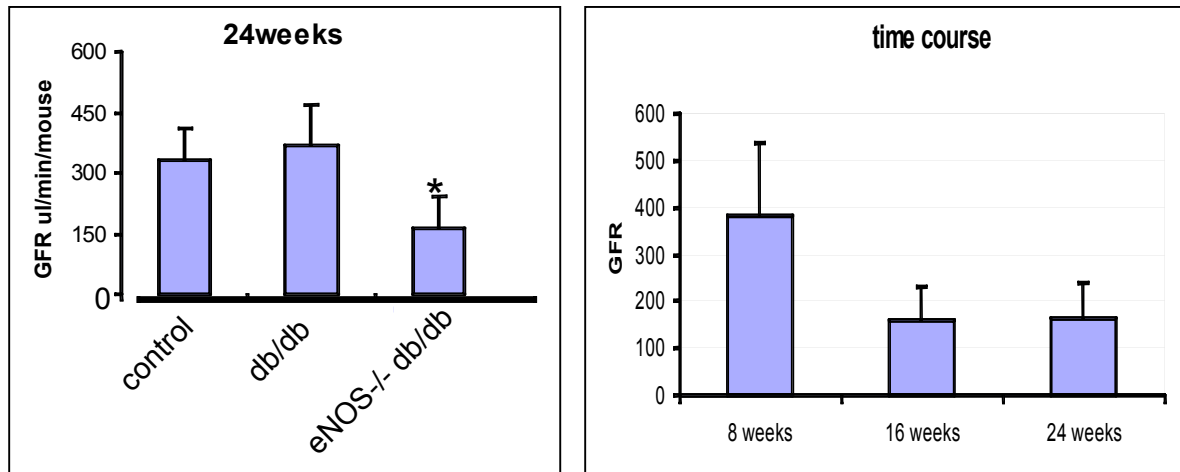 24weeks
GFR ul/min/mouse
600
450
300
150
0
*
control
db/db
eNOS-/- db/db
time course
GFR
600
500
400
300
200
100
0
8 weeks
16 weeks
24 weeks